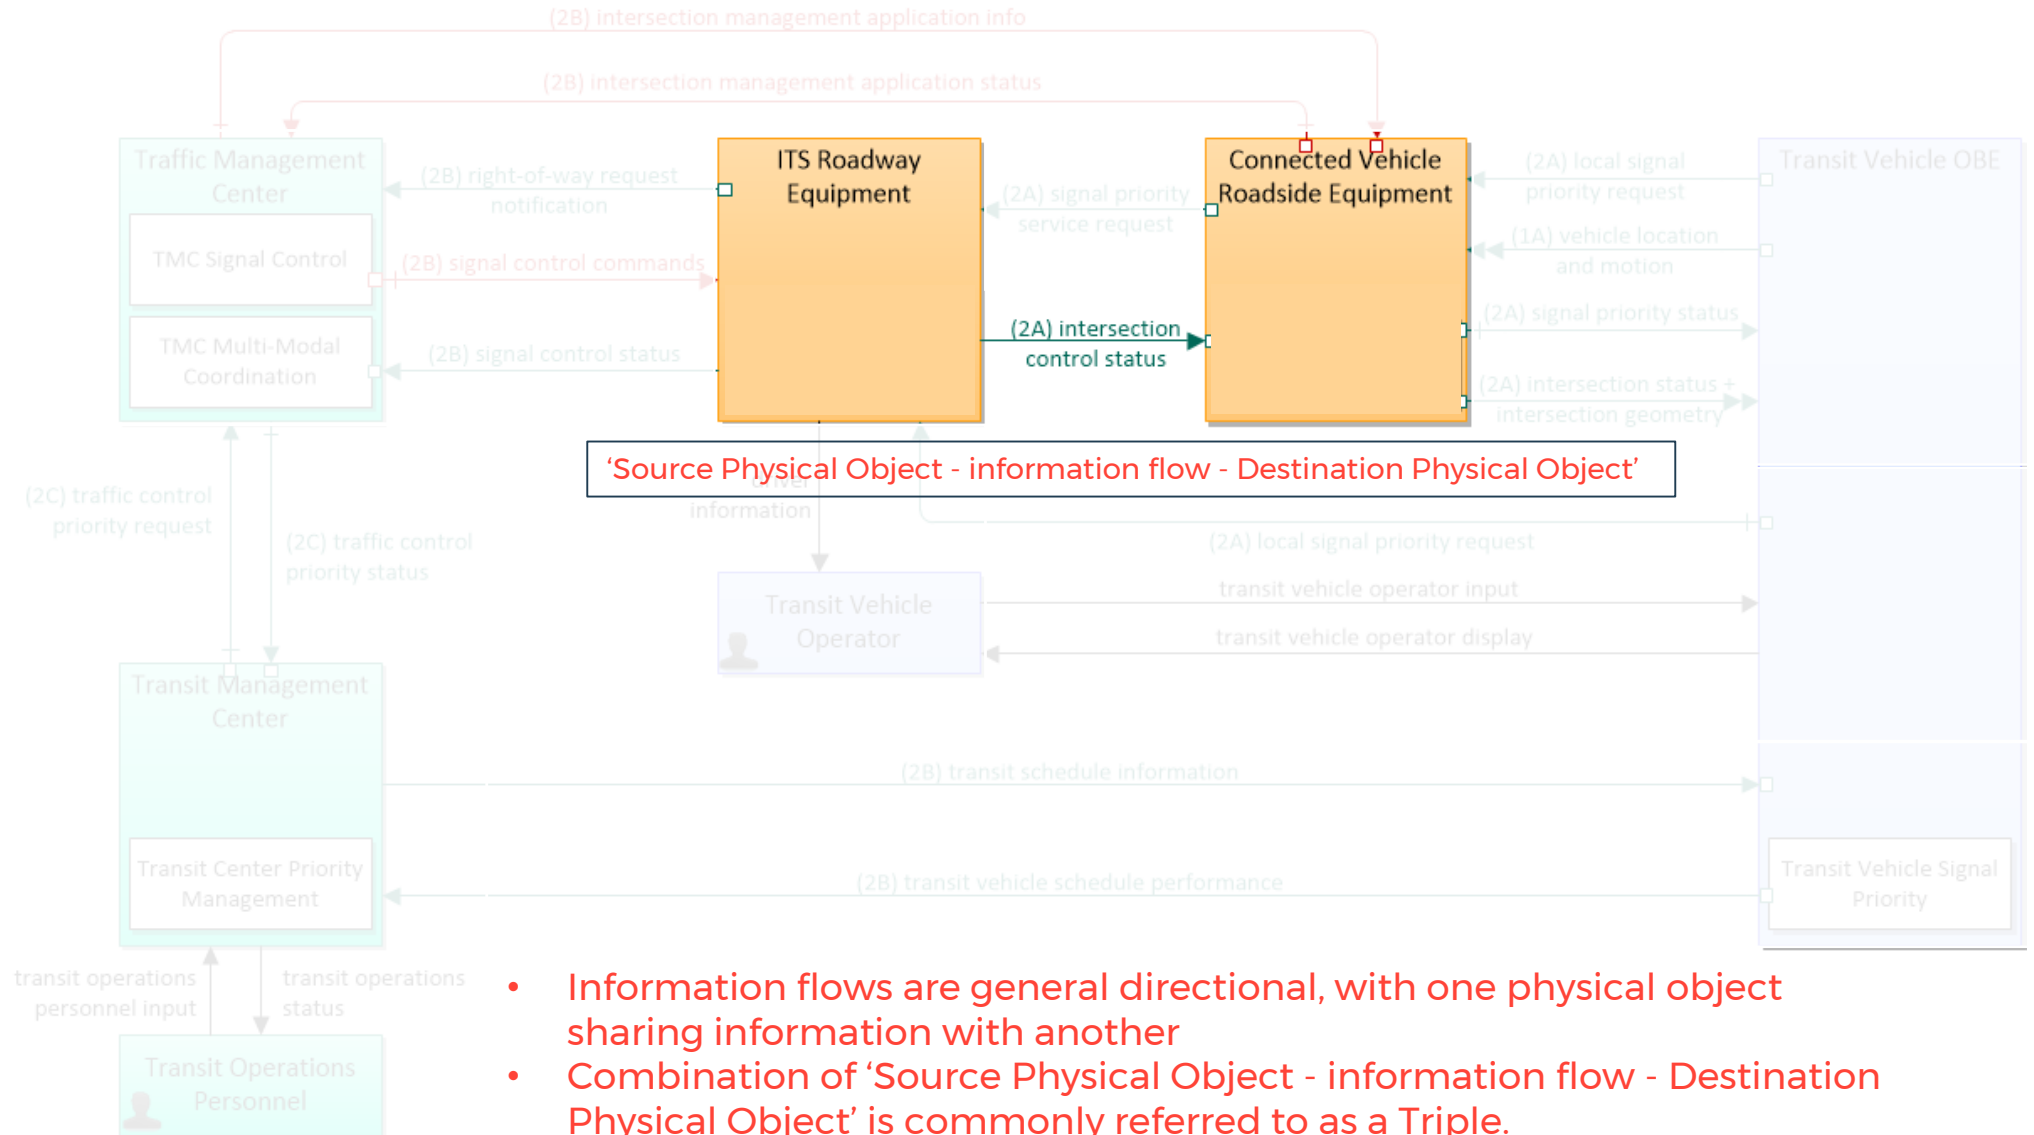 (2B) intersection management application info
(2B) intersection management application status
Traffic Management
Center
TMC Signal Control
TMC Multi-Modal
Coordination
(2B) right-of-way request
notification
(2B) signal control commands
(2B) signal control status
ITS Roadway
Equipment
(2A) signal priority
service request
(2A) intersection
control status
Connected Vehicle
Roadside Equipment
(2A) local signal
priority request
(1A) vehicle location
and motion
(2A) signal priority status
(2A) intersection status +
intersection geometry
Transit Vehicle OBE
‘Source Physical Object - information flow - Destination Physical Object’
driver
information
(2C) traffic control
priority request
(2C) traffic control
priority status
(2A) local signal priority request
Transit Vehicle
Operator
transit vehicle operator input
transit vehicle operator display
Transit Management
Center
Transit Center Priority
Management
(2B) transit schedule information
(2B) transit vehicle schedule performance
Transit Vehicle Signal
Priority
transit operations
personnel input
transit operations
status
Transit Operations
Personnel
• Information flows are general directional, with one physical object
sharing information with another
• Combination of ‘Source Physical Object - information flow - Destination
Physical Object’ is commonly referred to as a Triple.